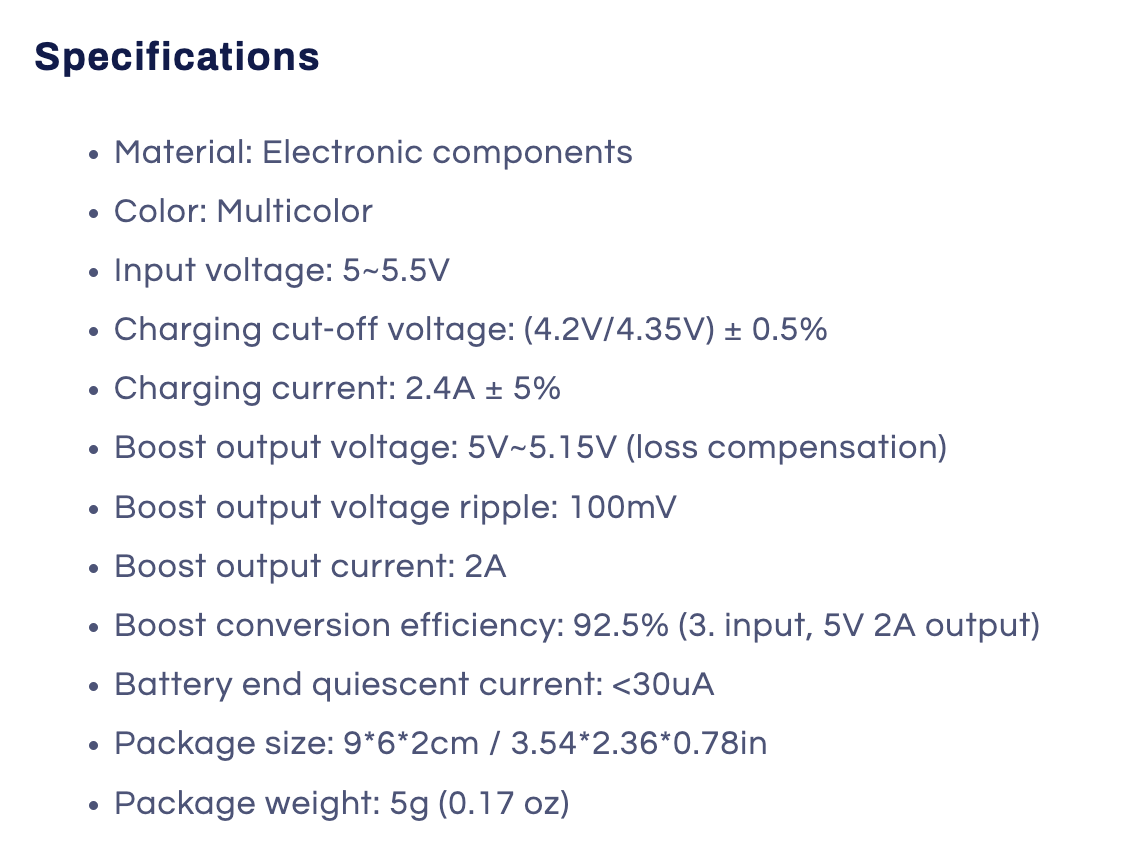 Specifications
• Material: Electronic components
• Color: Multicolor
• Input voltage: 5~5.5V
• Charging cut-off voltage: (4.2V/4.35V) ± 0.5%
• Charging current: 2.4A ± 5%
• Boost output voltage: 5V~5.15V (loss compensation)
• Boost output voltage ripple: 100mV
• Boost output current: 2A
• Boost conversion efficiency: 92.5% (3. input, 5V 2A output)
• Battery end quiescent current: <30uA
• Package size: 9*6*2cm / 3.54*2.36*0.78in
• Package weight: 5g (0.17 oz)